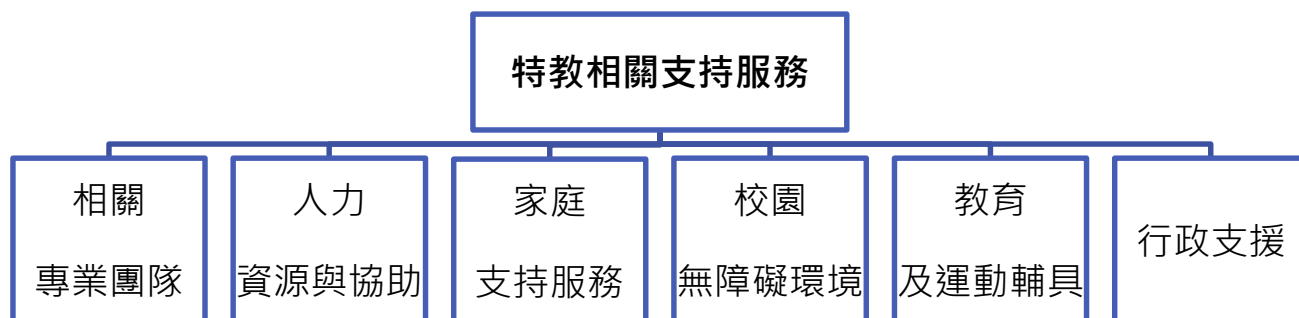 特教相關支持服務
相關
專業團隊
人力
資源與協助
家庭
支持服務
校園
無障礙環境
教育
及運動輔具
行政支援